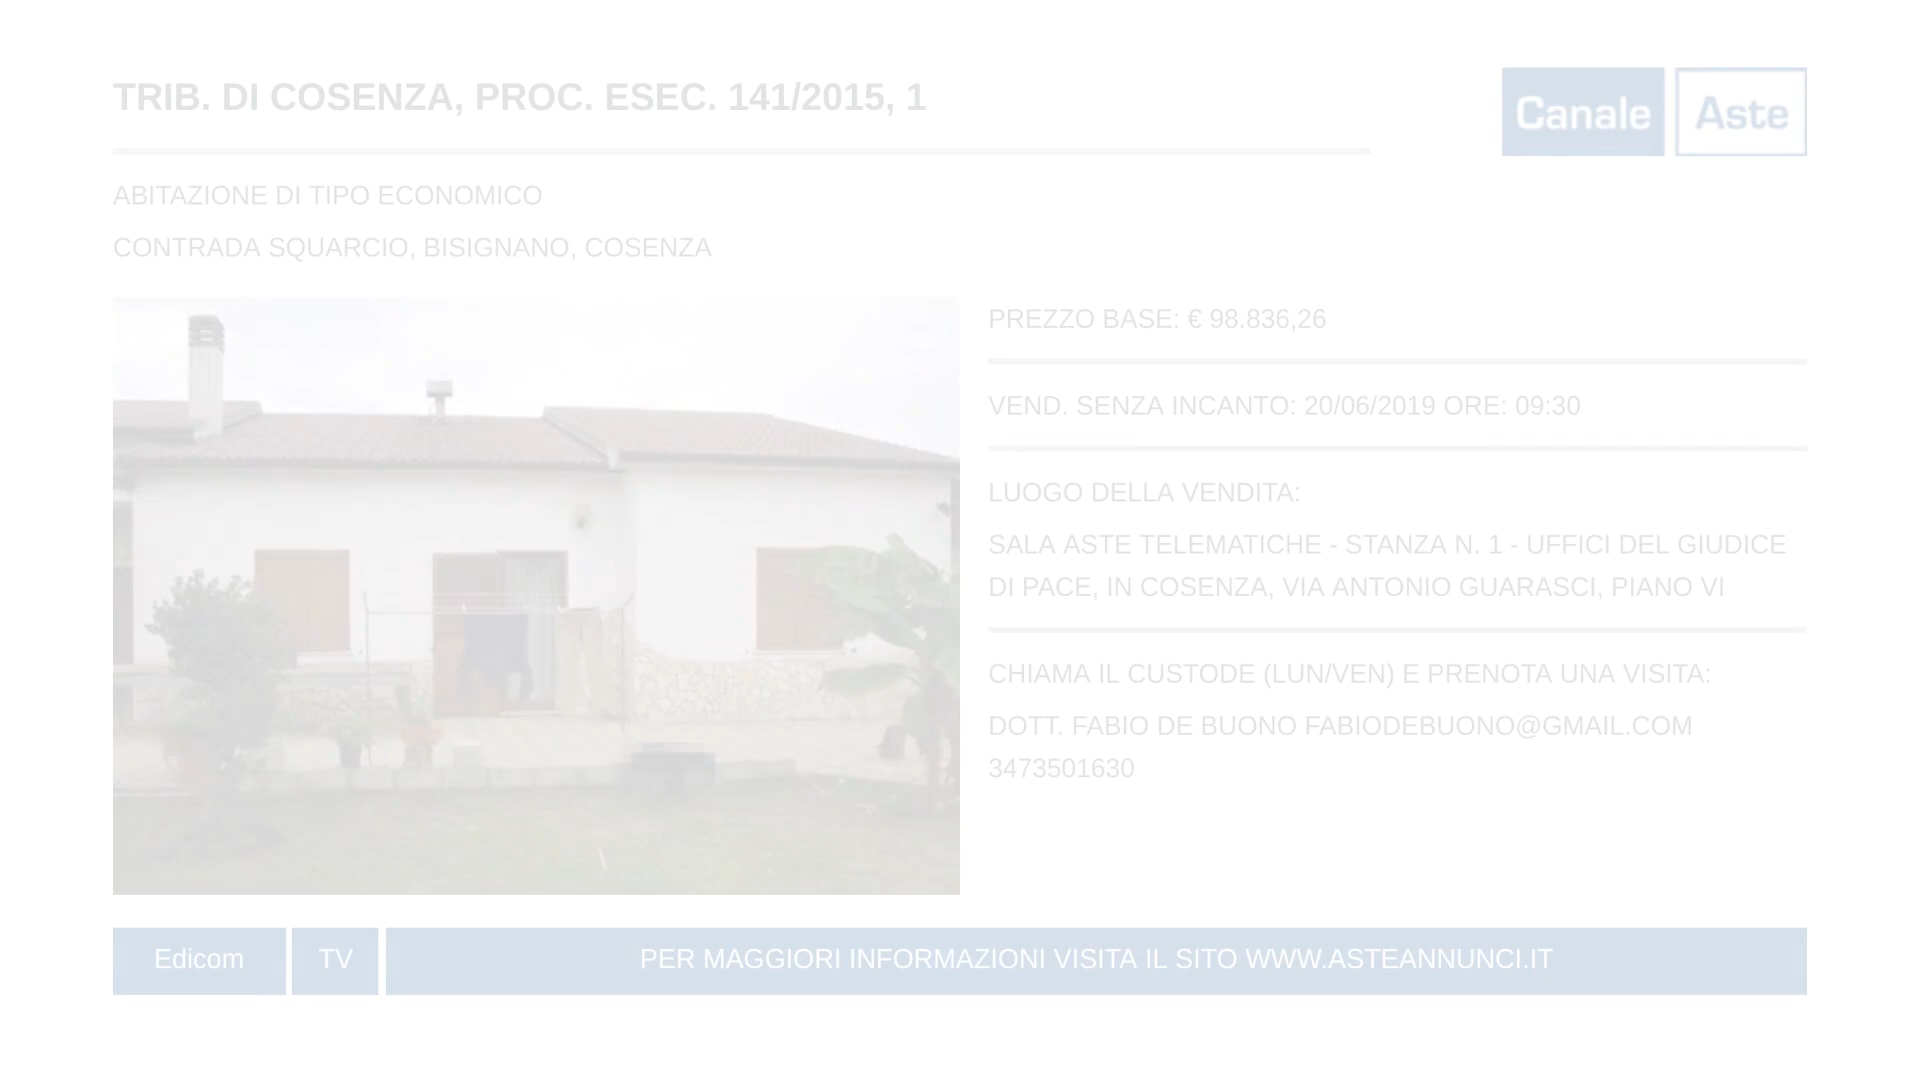 TRIB. DI COSENZA, PROC. ESEC. 141/2015, 1
Canale Aste
ABITAZIONE DI TIPO ECONOMICO
CONTRADA SQUARCIO, BISIGNANO, COSENZA
PREZZO BASE: € 98.836,26
VEND. SENZA INCANTO: 20/06/2019 ORE: 09:30
LUOGO DELLA VENDITA:
SALA ASTE TELEMATICHE - STANZA N. 1 - UFFICI DEL GIUDICE
DI PACE, IN COSENZA, VIA ANTONIO GUARASCI, PIANO VI
CHIAMA IL CUSTODE (LUN/VEN) E PRENOTA UNA VISITA:
DOTT. FABIO DE BUONO FABIODEBUONO@GMAIL.COM
3473501630
Edicom TV PER MAGGIORI INFORMAZIONI VISITA IL SITO WWW.ASTEANNUNCI.IT